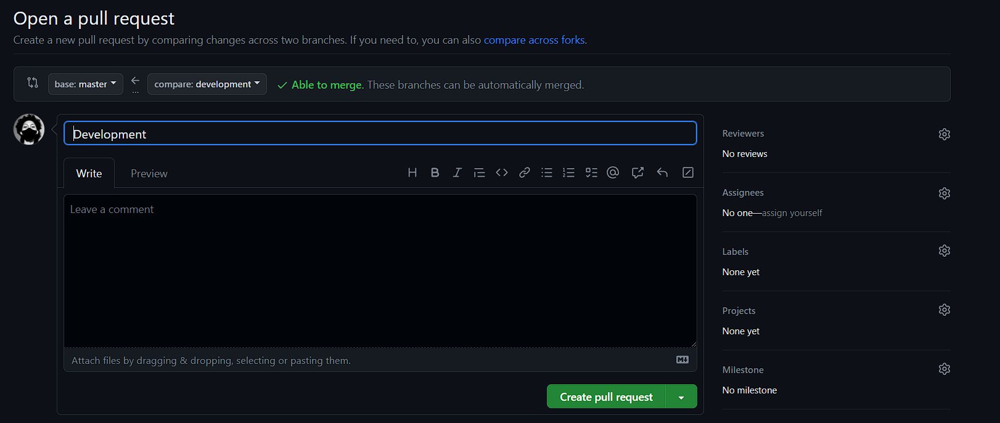 Open a pull request
Create a new pull request by comparing changes across two branches. If you need to, you can also compare across forks.
base: master
...
compare: development
Able to merge. These branches can be automatically merged.
Development
Write
Preview
H B I @
Leave a comment
Attach files by dragging & dropping, selecting or pasting them.
Create pull request
Reviewers
No reviews
Assignees
No one—assign yourself
Labels
None yet
Projects
None yet
Milestone
No milestone